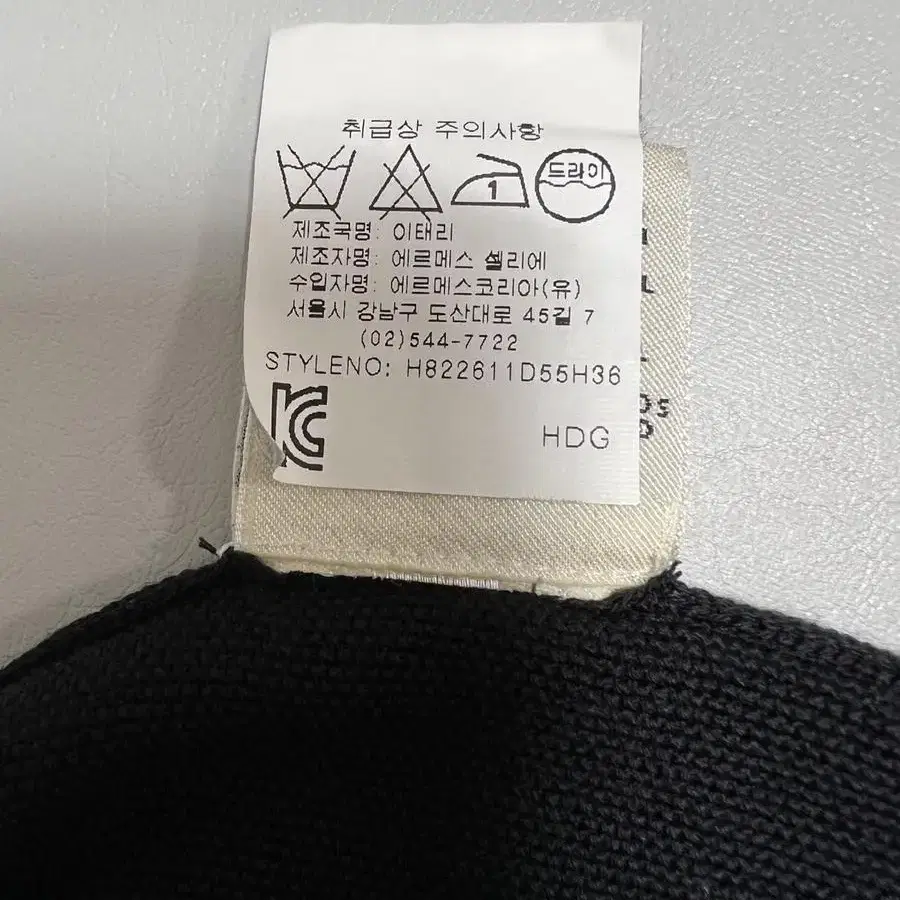 취급상 주의사항
1 드라이
제조국명: 이태리
제조자명: 에르메스 셀리에
수입자명: 에르메스코리아(유)
서울시 강남구 도산대로 45길 7
(02)544-7722
STYLENO: H822611D55H36
KC
HDG